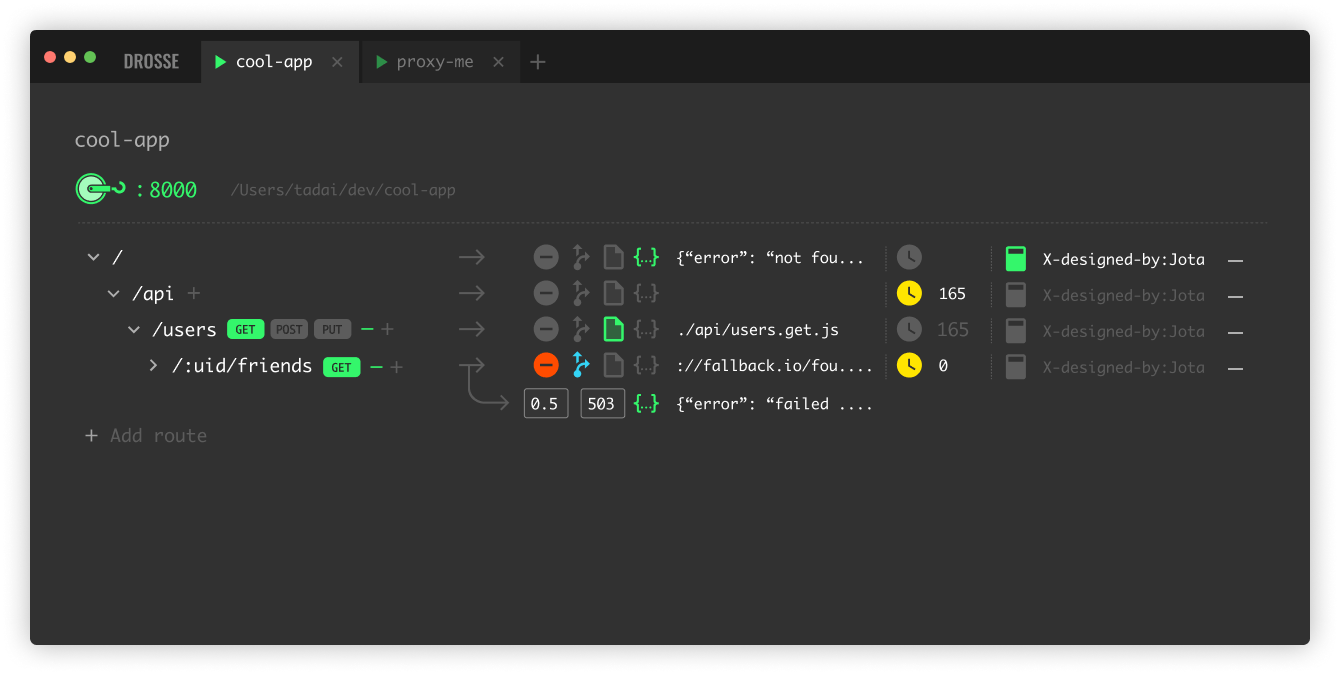 DROSSE cool-app proxy-me
cool-app
:8000 /Users/tadai/dev/cool-app
/ {...} {“error”: “not fou... X-designed-by:Jota
/api + {...} 165 X-designed-by:Jota
/users GET POST PUT − + {...} ./api/users.get.js 165 X-designed-by:Jota
/:uid/friends GET − + {...} ://fallback.io/fou.... 0 X-designed-by:Jota
0.5 503 {...} {“error”: “failed ....
+ Add route